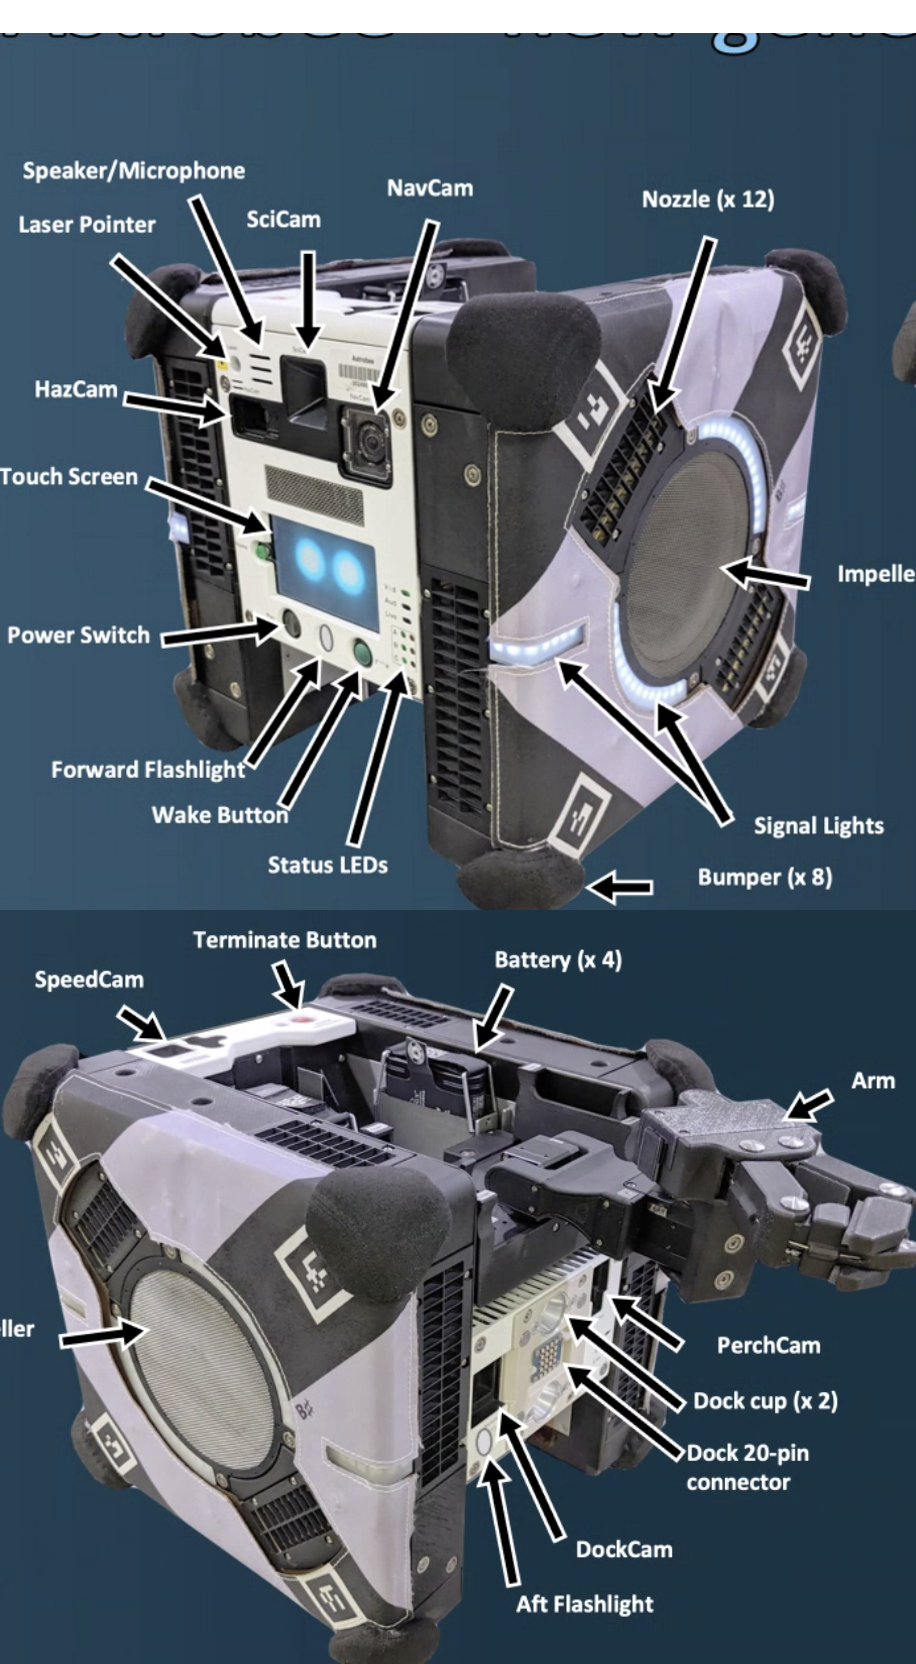 Speaker/Microphone
NavCam
Nozzle (x 12)
Laser Pointer
SciCam
HazCam
Touch Screen
Impelle
Power Switch
Forward Flashlight
Wake Button
Signal Lights
Status LEDs
Bumper (x 8)
Astrobee
B#
Terminate Button
Battery (x 4)
SpeedCam
Arm
ller
PerchCam
Dock cup (x 2)
B#
Dock 20-pin
connector
DockCam
Aft Flashlight